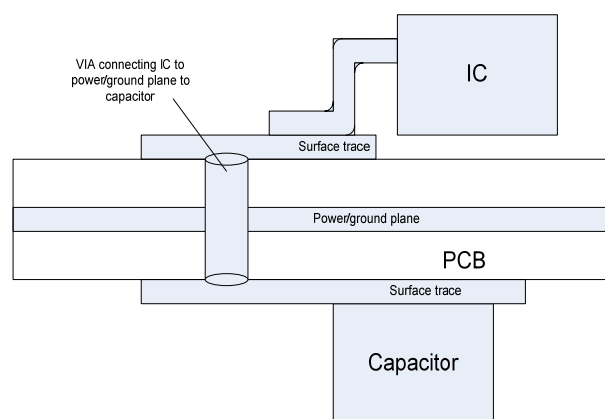 VIA connecting IC to
power/ground plane to
capacitor
IC
Surface trace
Power/ground plane
PCB
Surface trace
Capacitor